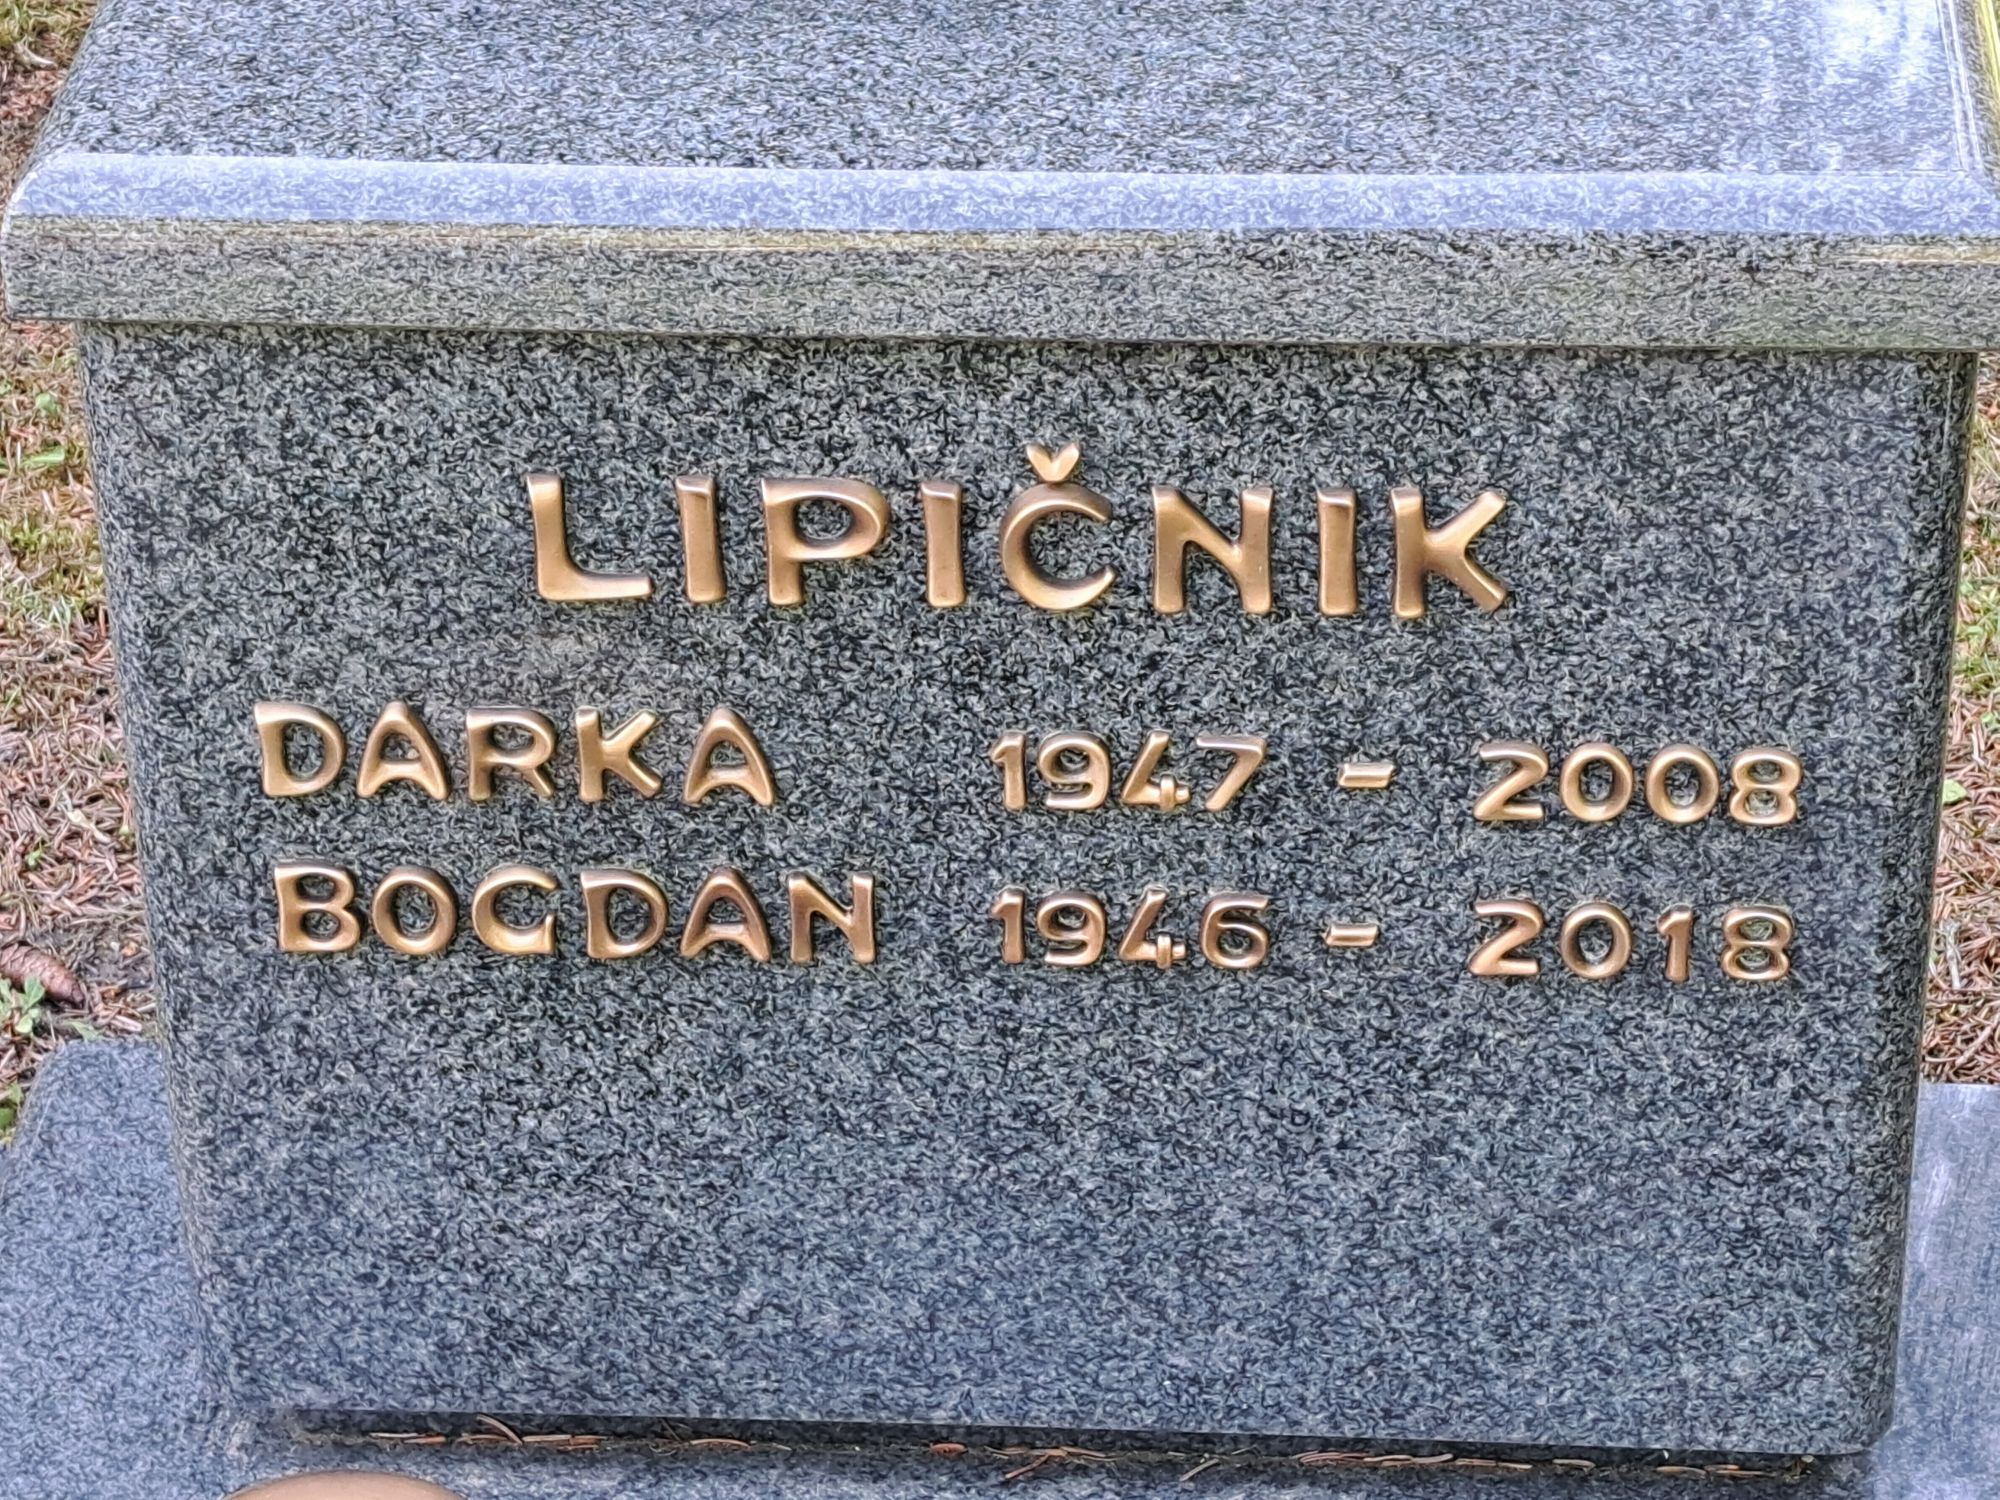 LIPIČNIK
DARKA 1947 - 2008
BOGDAN 1946 - 2018